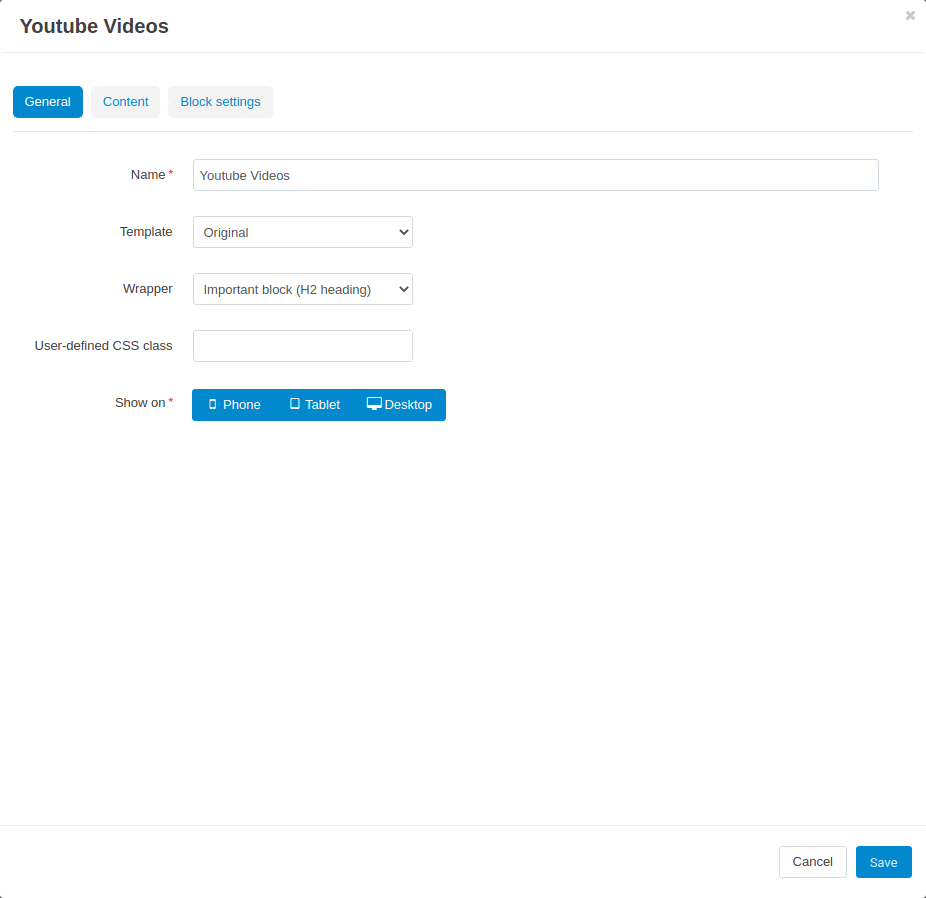 Youtube Videos
General Content Block settings
Name * Youtube Videos
Template Original
Wrapper Important block (H2 heading)
User-defined CSS class
Show on * Phone Tablet Desktop
Cancel Save